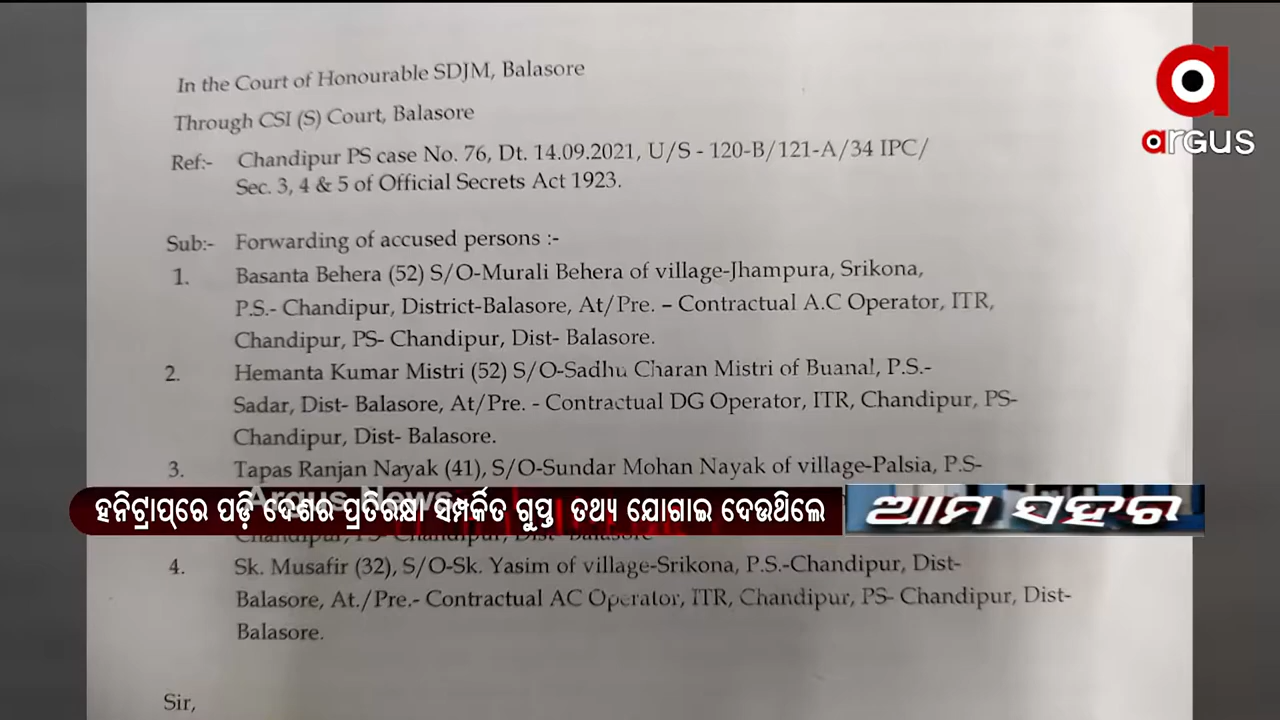 In the Court of Honourable SDJM, Balasore
Through CSI (S) Court, Balasore
Ref:- Chandipur PS case No. 76, Dt. 14.09.2021, U/S - 120-B/121-A/34 IPC/
Sec. 3, 4 & 5 of Official Secrets Act 1923.
Sub:- Forwarding of accused persons :-
1. Basanta Behera (52) S/O-Murali Behera of village-Jhampura, Srikona,
P.S.- Chandipur, District-Balasore, At/Pre. – Contractual A.C Operator, ITR,
Chandipur, PS- Chandipur, Dist- Balasore.
2. Hemanta Kumar Mistri (52) S/O-Sadhu Charan Mistri of Buanal, P.S.-
Sadar, Dist- Balasore, At/Pre. - Contractual DG Operator, ITR, Chandipur, PS-
Chandipur, Dist- Balasore.
3. Tapas Ranjan Nayak (41), S/O-Sundar Mohan Nayak of village-Palsia, P.S-
Argus News
ହନିଟ୍ରାପ୍‌ରେ ପଡ଼ି ଦେଶର ପ୍ରତିରକ୍ଷା ସମ୍ପର୍କିତ ଗୁପ୍ତ ତଥ୍ୟ ଯୋଗାଇ ଦେଉଥିଲେ
ଆମ ସହର
Chandipur, PS- Chandipur, Dist- Balasore
4. Sk. Musafir (32), S/O-Sk. Yasim of village-Srikona, P.S.-Chandipur, Dist-
Balasore, At./Pre.- Contractual AC Operator, ITR, Chandipur, PS- Chandipur, Dist-
Balasore.
Sir,
argus